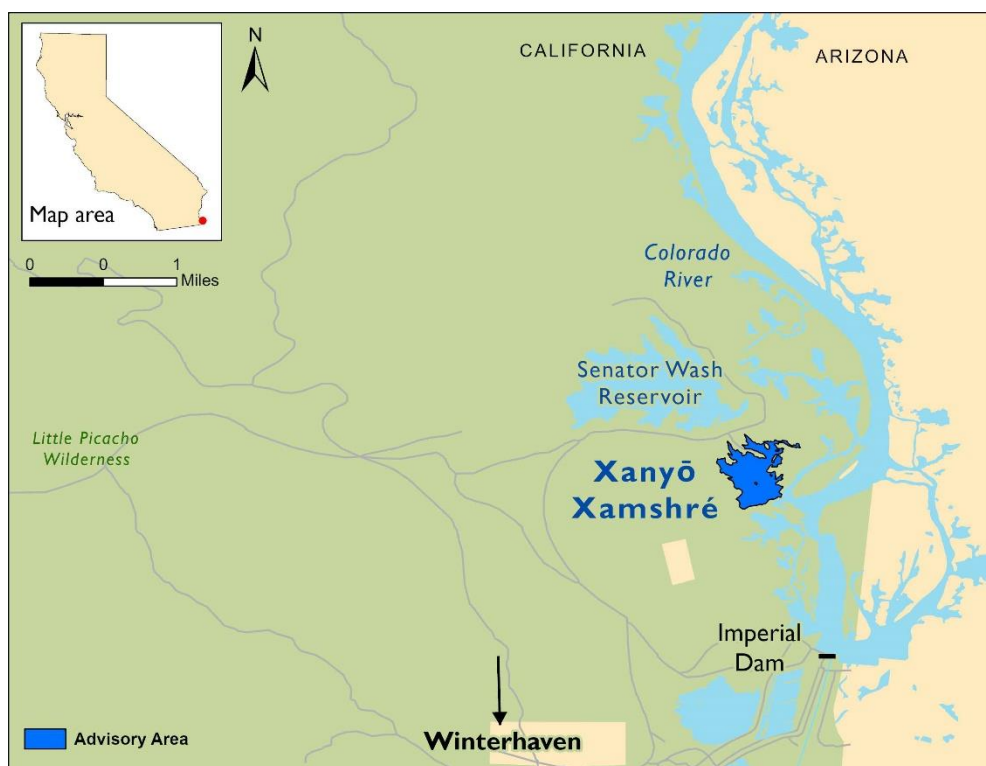 N
CALIFORNIA
ARIZONA
Map area
0 0 1
Miles
Colorado
River
Senator Wash
Reservoir
Little Picacho
Wilderness
Xanyō
Xamshré
Imperial
Dam
Winterhaven
Advisory Area